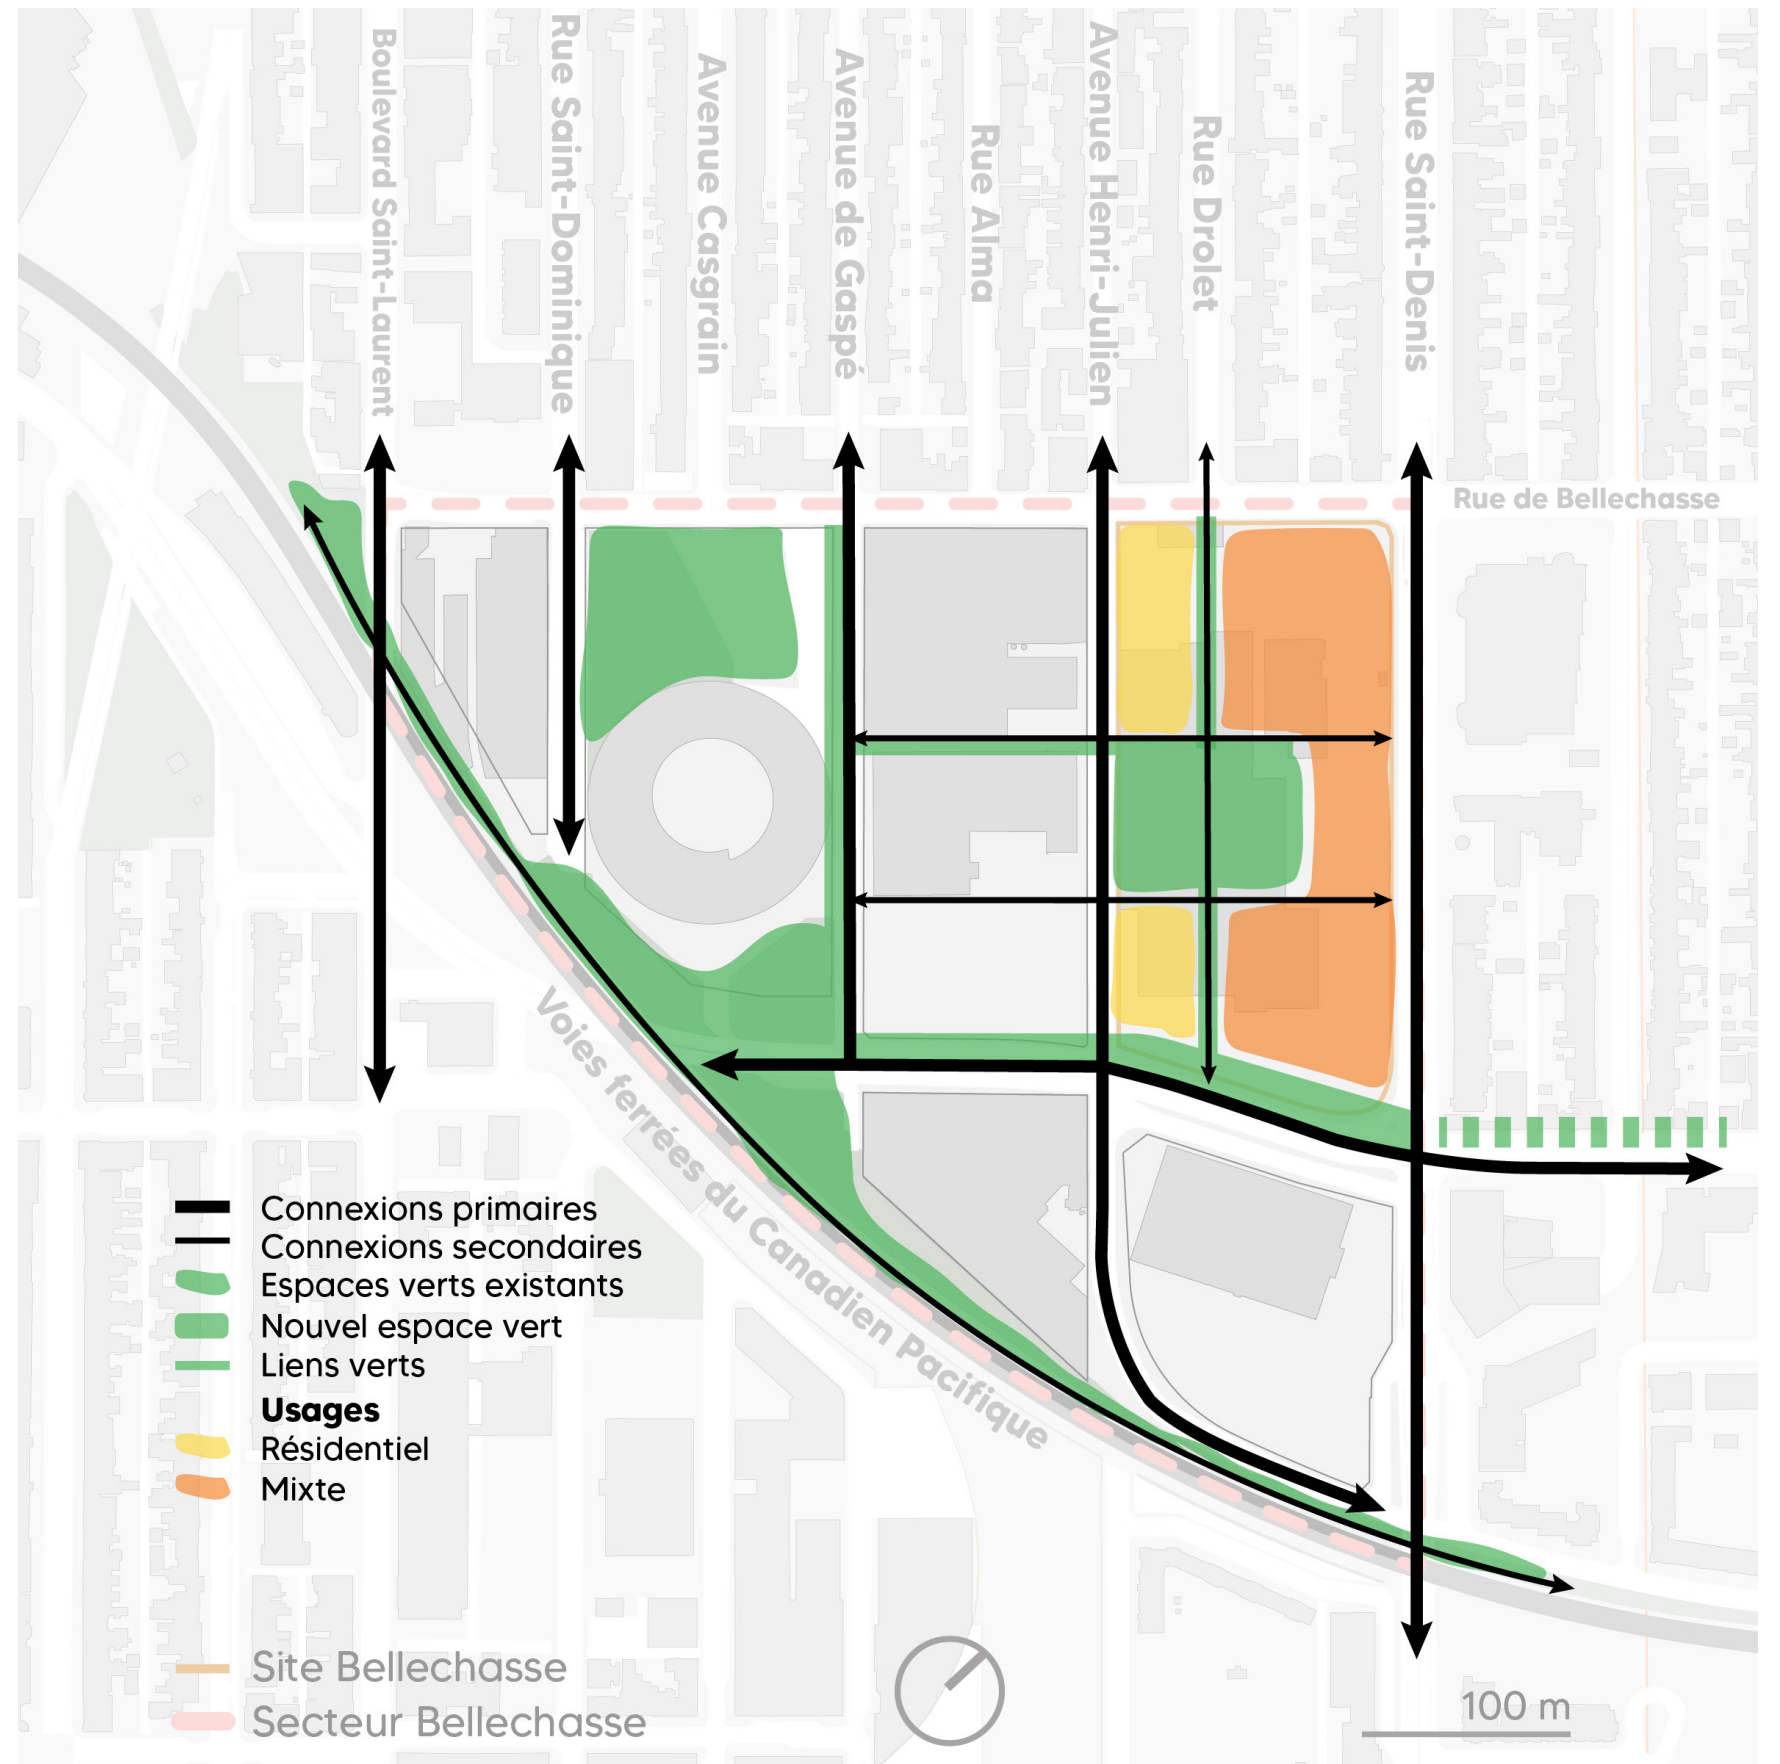 Boulevard Saint-Laurent
Rue Saint-Dominique
Avenue Casgrain
Avenue de Gaspé
Rue Alma
Avenue Henri-Julien
Rue Drolet
Rue Saint-Denis
Rue de Bellechasse
Voies ferrées du Canadien Pacifique
Connexions primaires
Connexions secondaires
Espaces verts existants
Nouvel espace vert
Liens verts
Usages
Résidentiel
Mixte
Site Bellechasse
Secteur Bellechasse
100 m